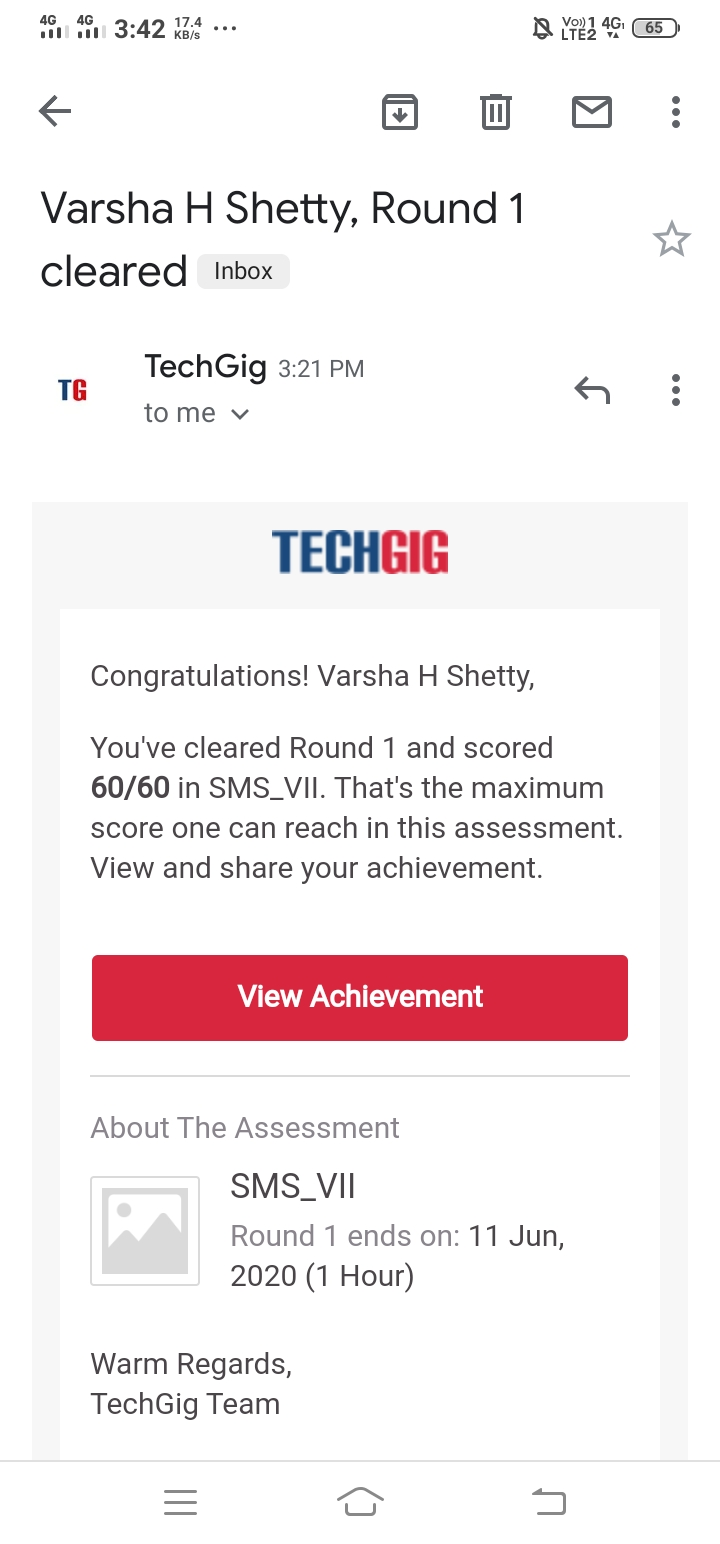 4G 4G 3:42 17.4 KB/s ... Vo)) 1 LTE2 4G 65
Varsha H Shetty, Round 1
cleared Inbox
TG TechGig 3:21 PM
to me
TECHGIG
Congratulations! Varsha H Shetty,
You've cleared Round 1 and scored
60/60 in SMS_VII. That's the maximum
score one can reach in this assessment.
View and share your achievement.
View Achievement
About The Assessment
SMS_VII
Round 1 ends on: 11 Jun,
2020 (1 Hour)
Warm Regards,
TechGig Team